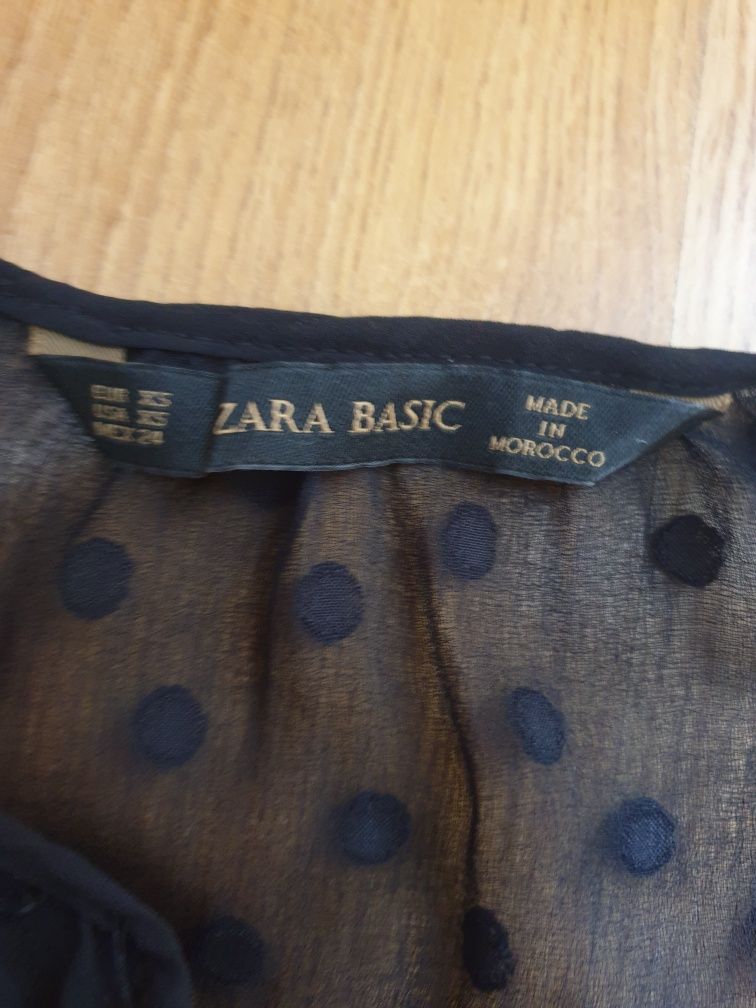 EUR XS
USA XS
MEX 24
ZARA BASIC
MADE
IN
MOROCCO